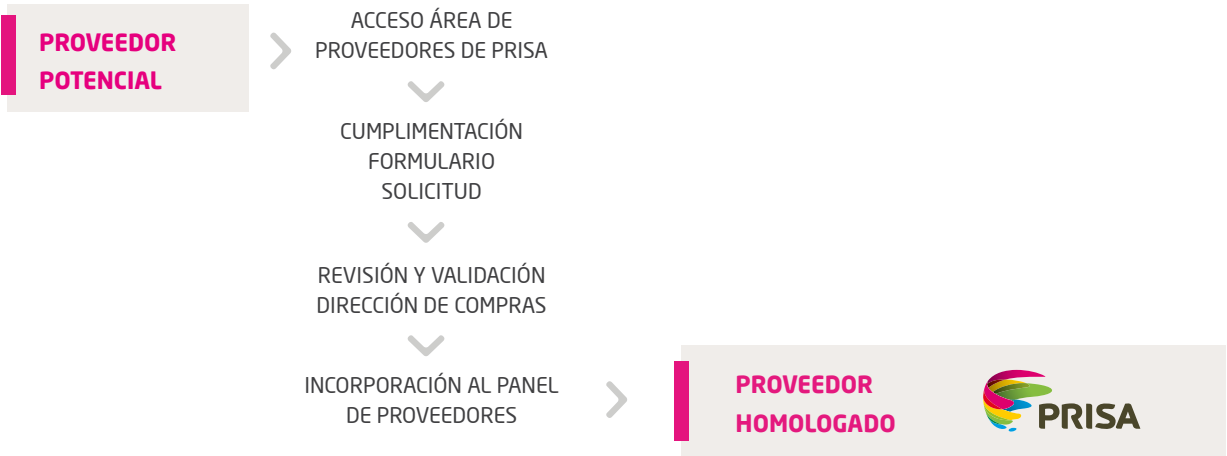 PROVEEDOR
POTENCIAL
ACCESO ÁREA DE
PROVEEDORES DE PRISA
CUMPLIMENTACIÓN
FORMULARIO
SOLICITUD
REVISIÓN Y VALIDACIÓN
DIRECCIÓN DE COMPRAS
INCORPORACIÓN AL PANEL
DE PROVEEDORES
PROVEEDOR
HOMOLOGADO
PRISA